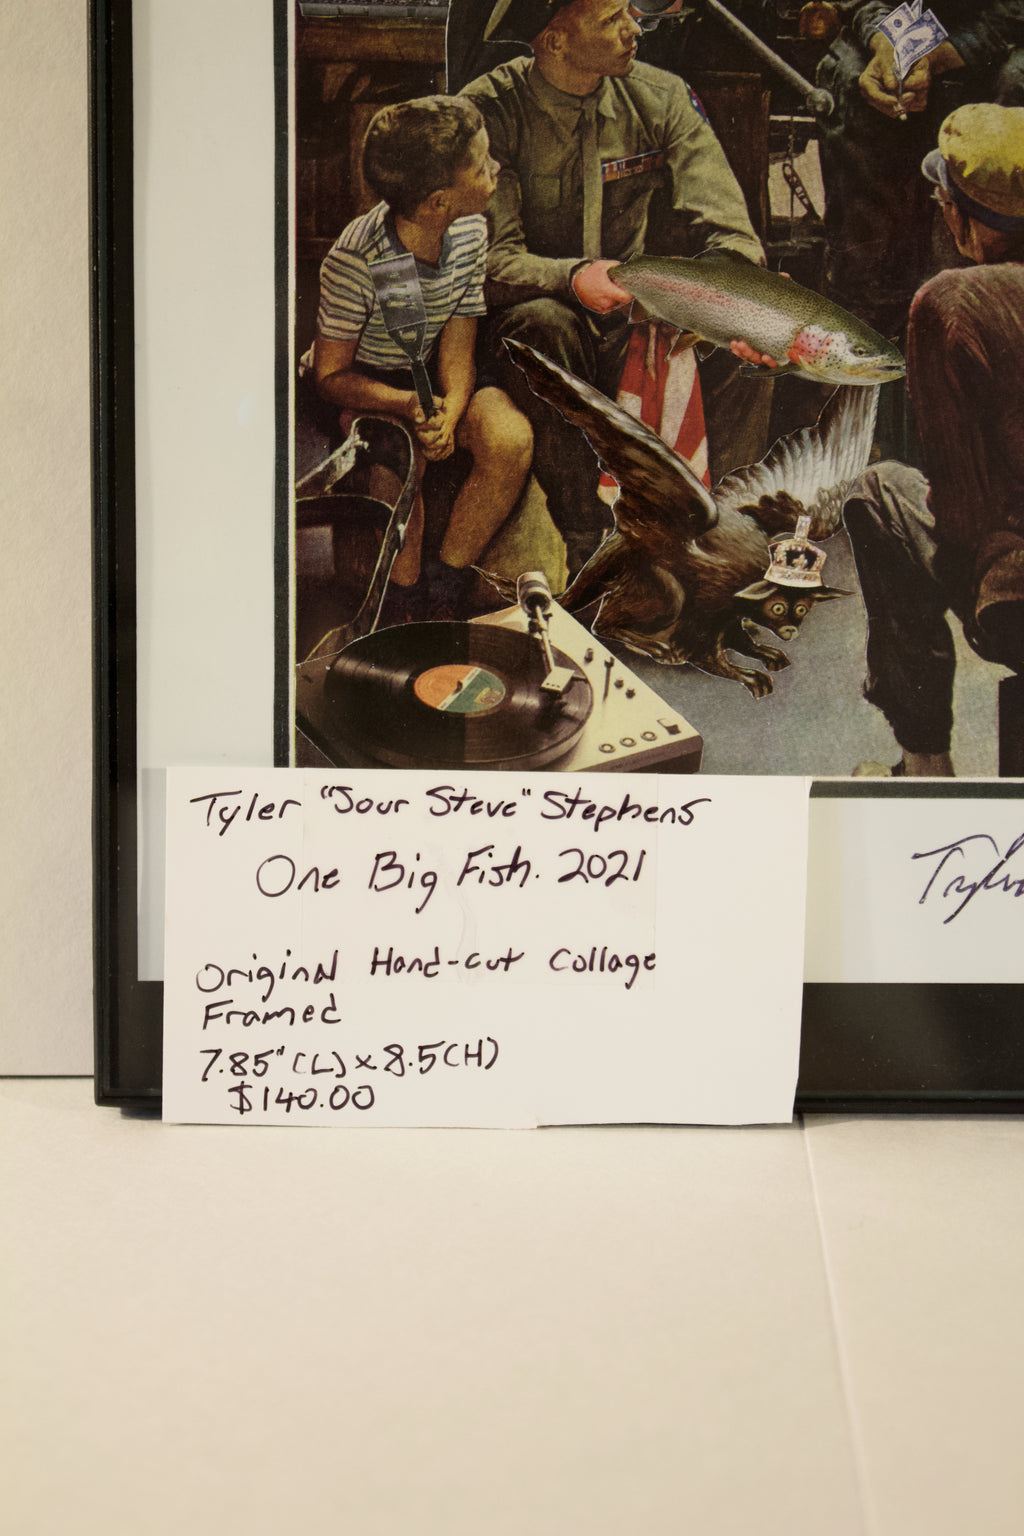 Tyler "Sour Steve" Stephens
One Big Fish. 2021
Original Hand-cut Collage
Framed
7.85" (L) x 8.5 (H)
$140.00